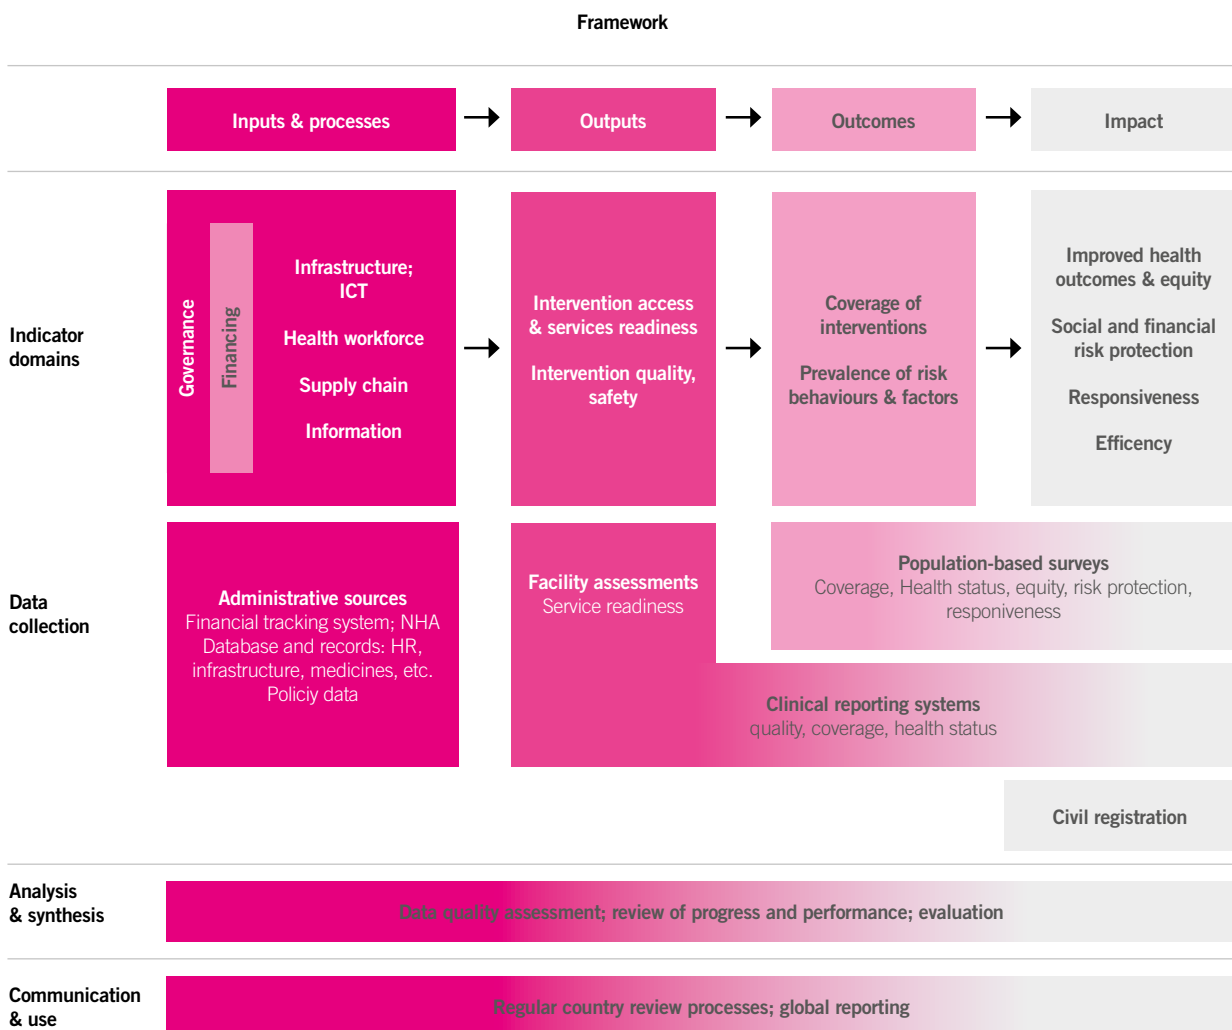 Framework
Inputs & processes
Outputs
Outcomes
Impact
Indicator
domains
Governance
Financing
Infrastructure;
ICT
Health workforce
Supply chain
Information
Intervention access
& services readiness
Intervention quality,
safety
Coverage of
interventions
Prevalence of risk
behaviours & factors
Improved health
outcomes & equity
Social and financial
risk protection
Responsiveness
Efficency
Data
collection
Administrative sources
Financial tracking system; NHA
Database and records: HR,
infrastructure, medicines, etc.
Policiy data
Facility assessments
Service readiness
Population-based surveys
Coverage, Health status, equity, risk protection,
responiveness
Clinical reporting systems
quality, coverage, health status
Civil registration
Analysis
& synthesis
Data quality assessment; review of progress and performance; evaluation
Communication
& use
Regular country review processes; global reporting